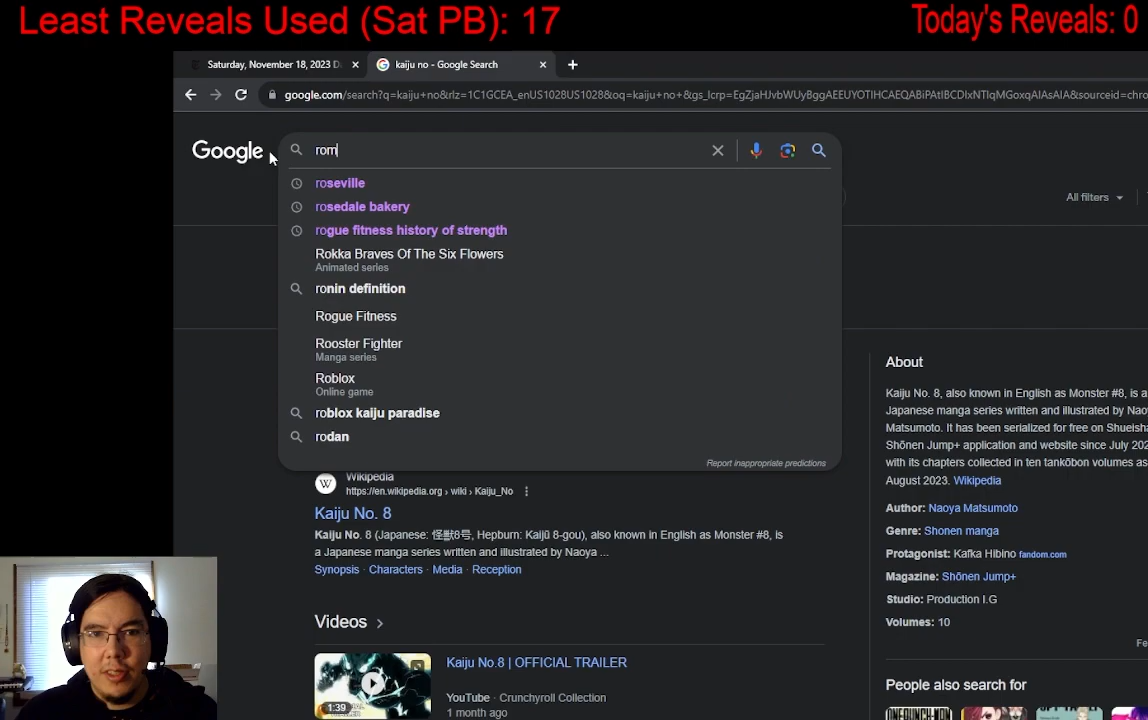 Least Reveals Used (Sat PB): 17
Today's Reveals: 0
Saturday, November 18, 2023 D
kaiju no - Google Search
google.com/search?q=kaiju+no&rlz=1C1GCEA_enUS1028US1028&oq=kaiju+no+&gs_lcrp=EgZjaHJvbWUyBggAEEUYOTIHCAEQABiPAtIBCDIxNTlqMGoxqAIAsAIA&sourceid=chro
Google
rom
All filters
roseville
rosedale bakery
rogue fitness history of strength
Rokka Braves Of The Six Flowers
Animated series
ronin definition
Rogue Fitness
Rooster Fighter
Manga series
Roblox
Online game
roblox kaiju paradise
rodan
Report inappropriate predictions
Wikipedia
https://en.wikipedia.org › wiki › Kaiju_No
Kaiju No. 8
Kaiju No. 8 (Japanese: 怪獣8号, Hepburn: Kaijū 8-gou), also known in English as Monster #8, is
a Japanese manga series written and illustrated by Naoya ...
Synopsis · Characters · Media · Reception
Videos
1:39
Kaiju No.8 | OFFICIAL TRAILER
YouTube · Crunchyroll Collection
1 month ago
About
Kaiju No. 8, also known in English as Monster #8, is a
Japanese manga series written and illustrated by Nao
Matsumoto. It has been serialized for free on Shueisha
Shōnen Jump+ application and website since July 202
with its chapters collected in ten tankōbon volumes as
August 2023. Wikipedia
Author: Naoya Matsumoto
Genre: Shonen manga
Protagonist: Kafka Hibino fandom.com
Magazine: Shōnen Jump+
Studio: Production I.G
Volumes: 10
Fe
People also search for